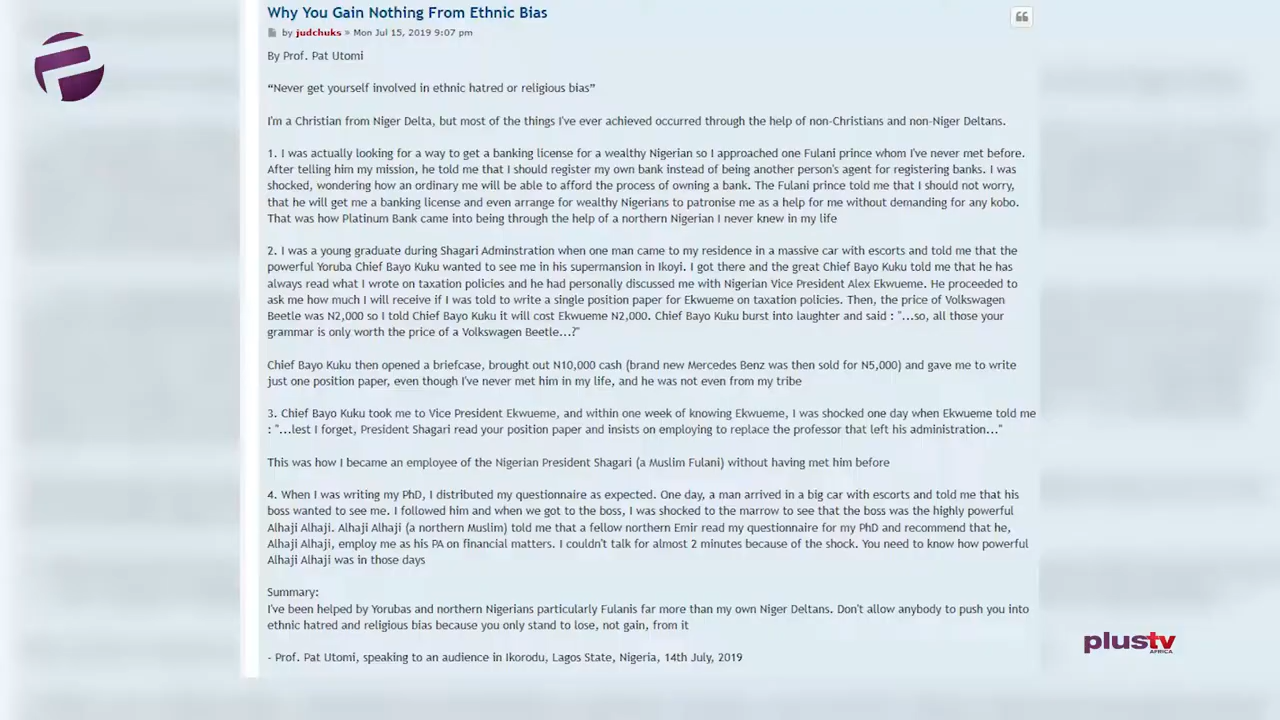 Why You Gain Nothing From Ethnic Bias
by judchuks » Mon Jul 15, 2019 9:07 pm
By Prof. Pat Utomi
“Never get yourself involved in ethnic hatred or religious bias”
I'm a Christian from Niger Delta, but most of the things I've ever achieved occurred through the help of non-Christians and non-Niger Deltans.
1. I was actually looking for a way to get a banking license for a wealthy Nigerian so I approached one Fulani prince whom I've never met before.
After telling him my mission, he told me that I should register my own bank instead of being another person's agent for registering banks. I was
shocked, wondering how an ordinary me will be able to afford the process of owning a bank. The Fulani prince told me that I should not worry,
that he will get me a banking license and even arrange for wealthy Nigerians to patronise me as a help for me without demanding for any kobo.
That was how Platinum Bank came into being through the help of a northern Nigerian I never knew in my life
2. I was a young graduate during Shagari Adminstration when one man came to my residence in a massive car with escorts and told me that the
powerful Yoruba Chief Bayo Kuku wanted to see me in his supermansion in Ikoyi. I got there and the great Chief Bayo Kuku told me that he has
always read what I wrote on taxation policies and he had personally discussed me with Nigerian Vice President Alex Ekwueme. He proceeded to
ask me how much I will receive if I was told to write a single position paper for Ekwueme on taxation policies. Then, the price of Volkswagen
Beetle was N2,000 so I told Chief Bayo Kuku it will cost Ekwueme N2,000. Chief Bayo Kuku burst into laughter and said : "...so, all those your
grammar is only worth the price of a Volkswagen Beetle...?"
Chief Bayo Kuku then opened a briefcase, brought out N10,000 cash (brand new Mercedes Benz was then sold for N5,000) and gave me to write
just one position paper, even though I've never met him in my life, and he was not even from my tribe
3. Chief Bayo Kuku took me to Vice President Ekwueme, and within one week of knowing Ekwueme, I was shocked one day when Ekwueme told me
: "...lest I forget, President Shagari read your position paper and insists on employing to replace the professor that left his administration..."
This was how I became an employee of the Nigerian President Shagari (a Muslim Fulani) without having met him before
4. When I was writing my PhD, I distributed my questionnaire as expected. One day, a man arrived in a big car with escorts and told me that his
boss wanted to see me. I followed him and when we got to the boss, I was shocked to the marrow to see that the boss was the highly powerful
Alhaji Alhaji. Alhaji Alhaji (a northern Muslim) told me that a fellow northern Emir read my questionnaire for my PhD and recommend that he,
Alhaji Alhaji, employ me as his PA on financial matters. I couldn't talk for almost 2 minutes because of the shock. You need to know how powerful
Alhaji Alhaji was in those days
Summary:
I've been helped by Yorubas and northern Nigerians particularly Fulanis far more than my own Niger Deltans. Don't allow anybody to push you into
ethnic hatred and religious bias because you only stand to lose, not gain, from it
- Prof. Pat Utomi, speaking to an audience in Ikorodu, Lagos State, Nigeria, 14th July, 2019
plustv
AFRICA